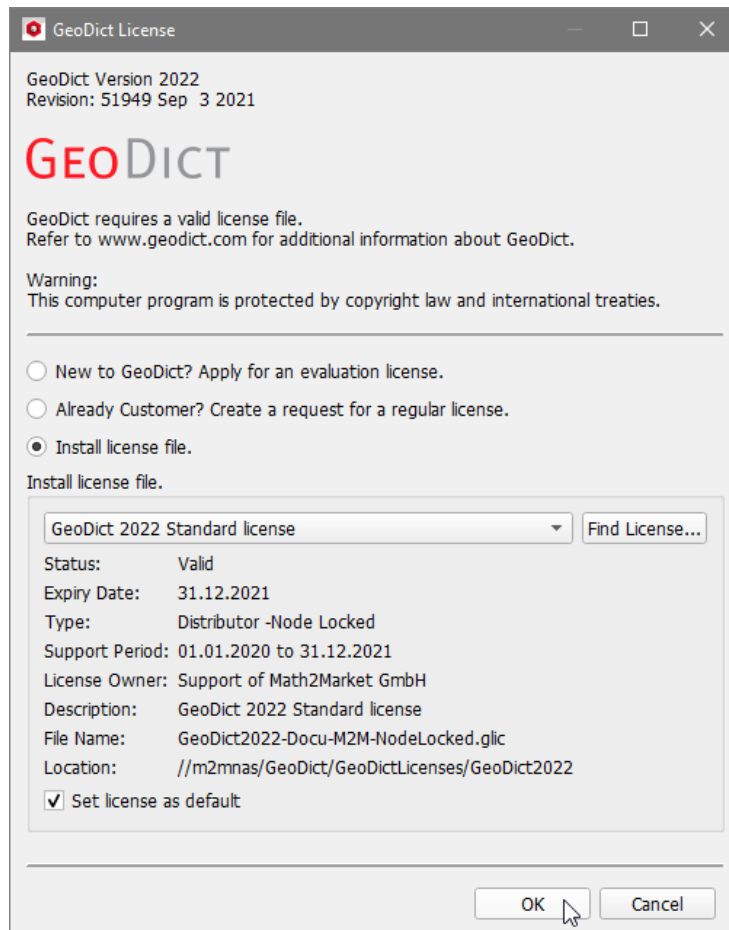 GeoDict License
GeoDict Version 2022
Revision: 51949 Sep  3 2021
GEODICT
GeoDict requires a valid license file.
Refer to www.geodict.com for additional information about GeoDict.
Warning:
This computer program is protected by copyright law and international treaties.
New to GeoDict? Apply for an evaluation license.
Already Customer? Create a request for a regular license.
Install license file.
Install license file.
GeoDict 2022 Standard license Find License...
Status: Valid
Expiry Date: 31.12.2021
Type: Distributor -Node Locked
Support Period: 01.01.2020 to 31.12.2021
License Owner: Support of Math2Market GmbH
Description: GeoDict 2022 Standard license
File Name: GeoDict2022-Docu-M2M-NodeLocked.glic
Location: //m2mnas/GeoDict/GeoDictLicenses/GeoDict2022
Set license as default
OK Cancel